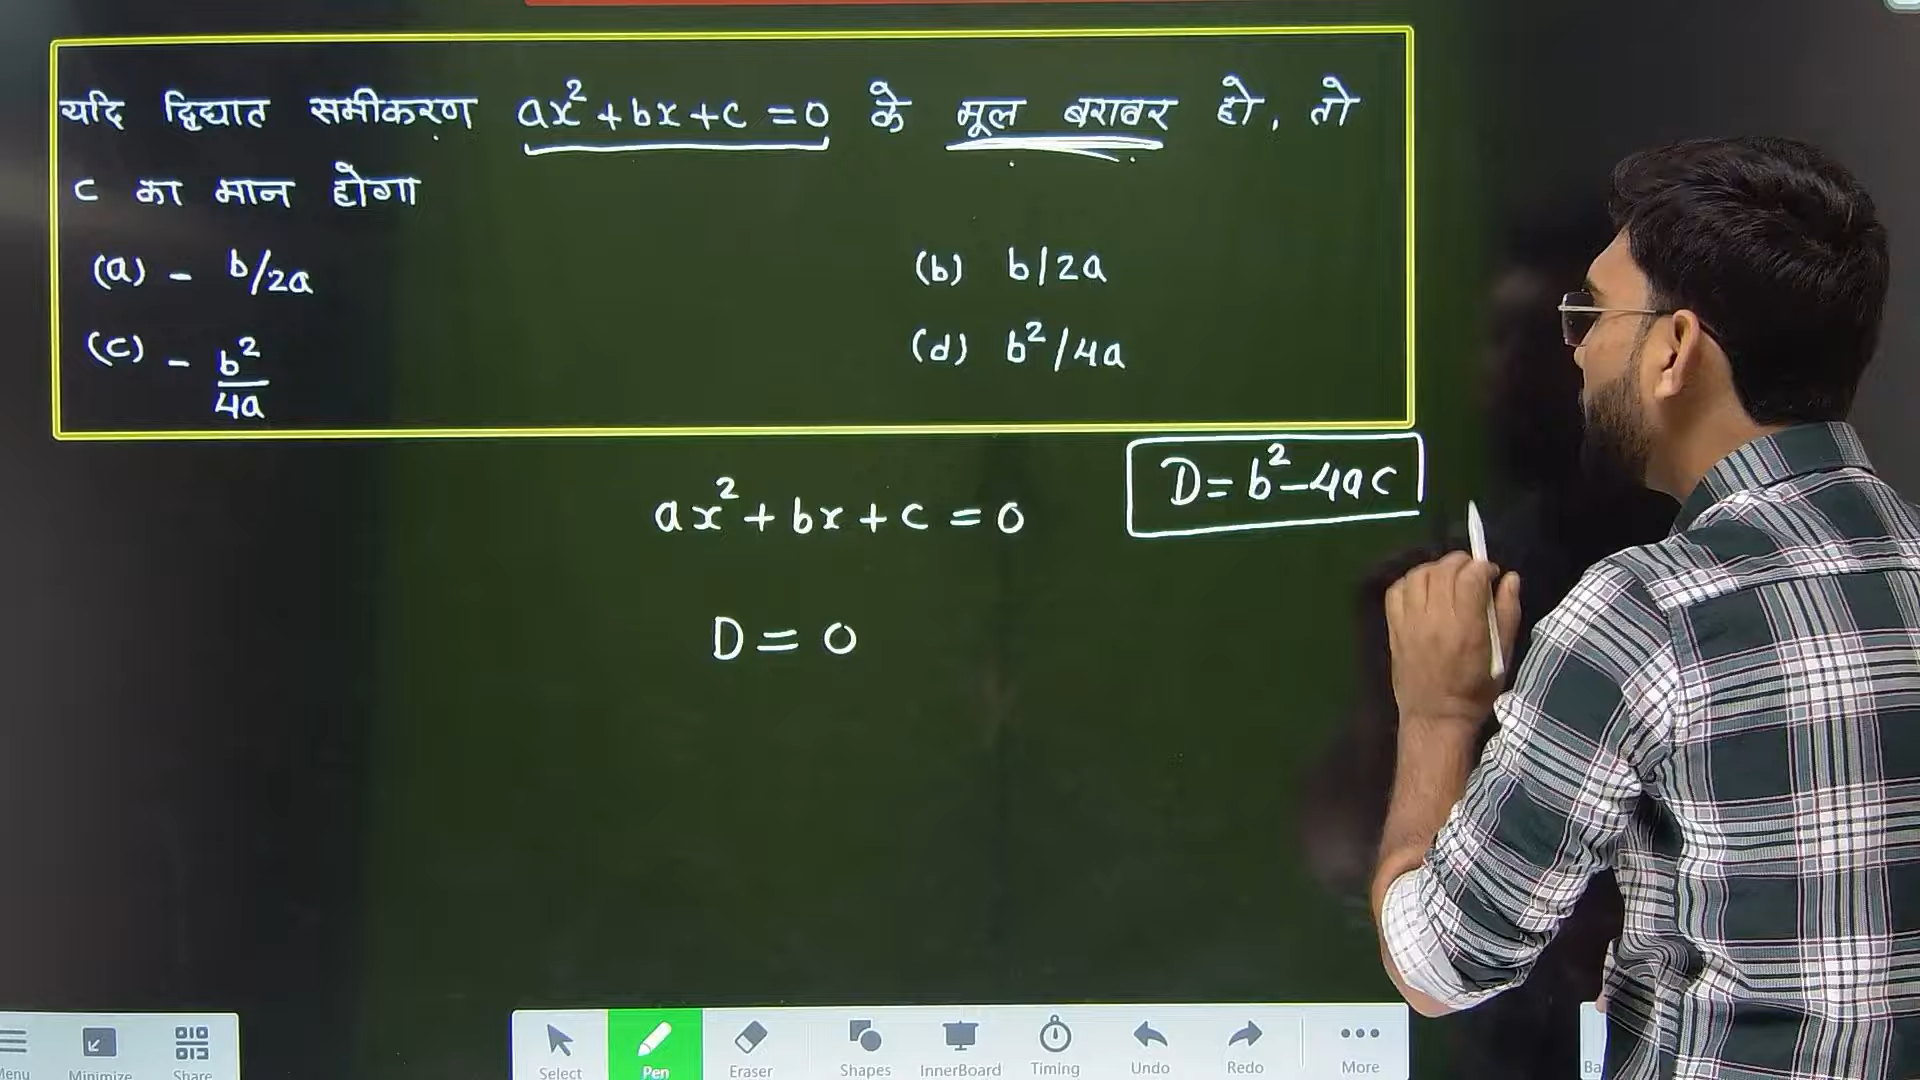 यदि द्विघात समीकरण ax² + bx + c = 0 के मूल बराबर हो, तो
c का मान होगा
(a) - b/2a (b) b/2a
(c) - b²/4a (d) b²/4a
D = b² - 4ac
ax² + bx + c = 0
D = 0
Menu Minimize Share Select Pen Eraser Shapes InnerBoard Timing Undo Redo More Ba